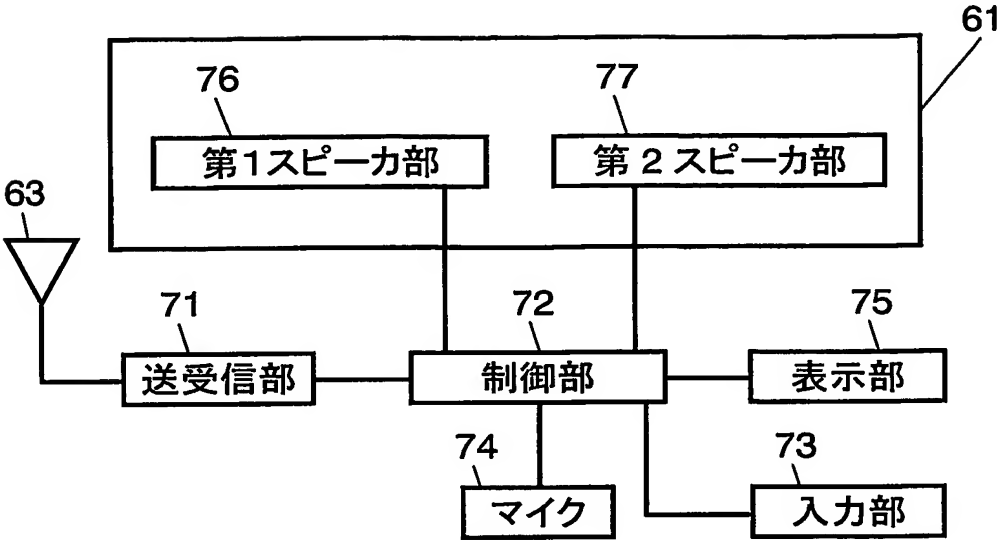 61
76
77
第1スピーカ部
第2スピーカ部
63
71
72
75
送受信部
制御部
表示部
74
73
マイク
入力部